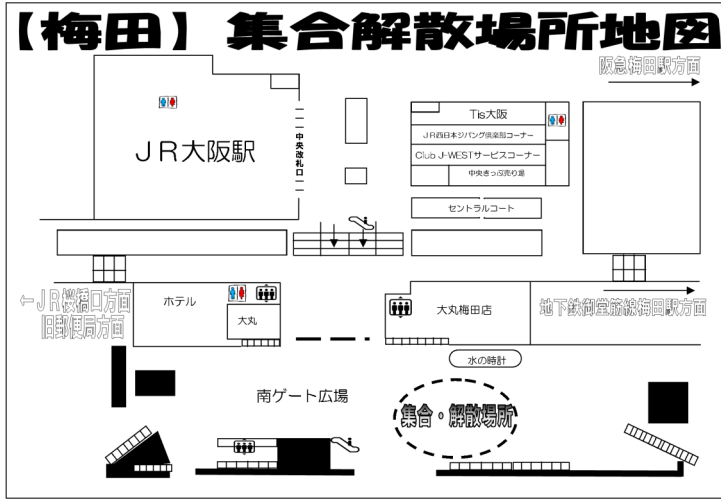 【梅田】集合解散場所地図
阪急梅田駅方面
JR大阪駅
中央改札口
Tis大阪
JR西日本ジパング倶楽部コーナー
Club J-WESTサービスコーナー
中央きっぷ売り場
セントラルコート
←JR桜橋口方面
旧郵便局方面
ホテル
大丸
大丸梅田店
地下鉄御堂筋線梅田駅方面
水の時計
南ゲート広場
集合・解散場所